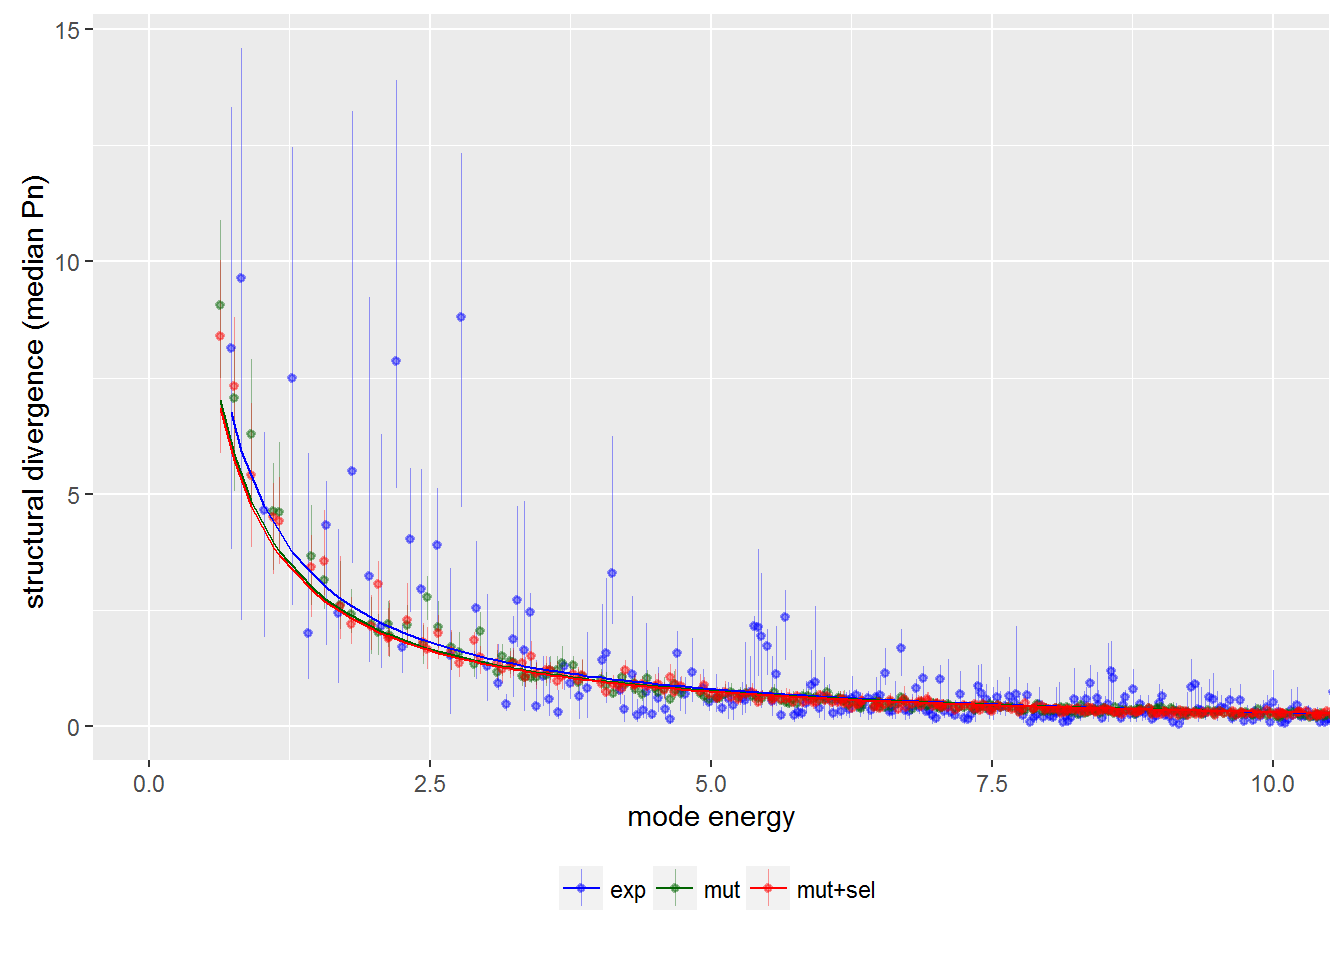 15
10
5
0
structural divergence (median Pn)
0.0 2.5 5.0 7.5 10.0
mode energy
exp mut mut+sel